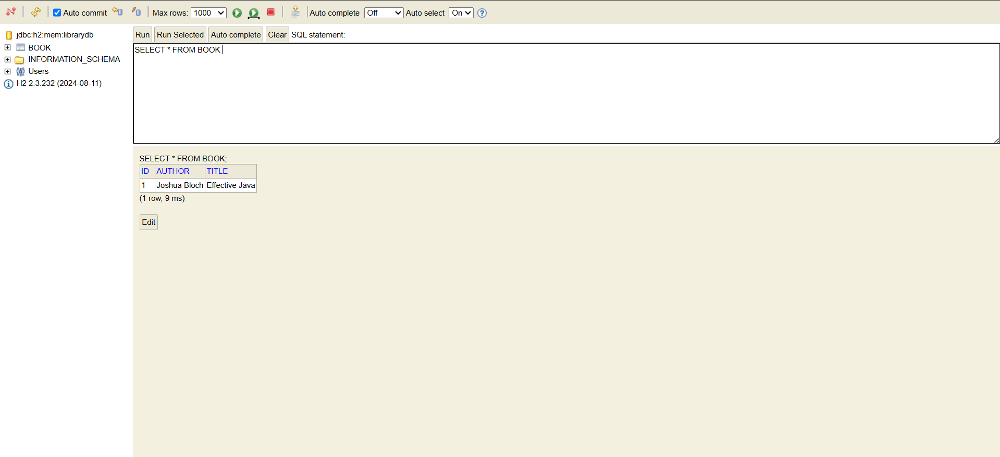 Auto commit Max rows: 1000 Auto complete Off Auto select On
jdbc:h2:mem:librarydb
BOOK
INFORMATION_SCHEMA
Users
H2 2.3.232 (2024-08-11)
Run Run Selected Auto complete Clear SQL statement:
SELECT * FROM BOOK
SELECT * FROM BOOK;
ID AUTHOR TITLE
1 Joshua Bloch Effective Java
(1 row, 9 ms)
Edit